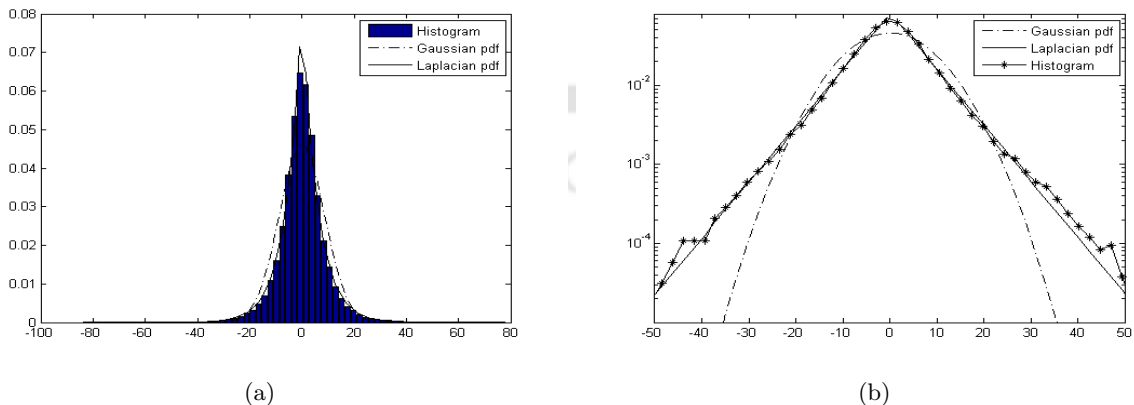 0.08
0.07
0.06
0.05
0.04
0.03
0.02
0.01
0
-100 -80 -60 -40 -20 0 20 40 60 80
Histogram
Gaussian pdf
Laplacian pdf
(a)
10^-2
10^-3
10^-4
-50 -40 -30 -20 -10 0 10 20 30 40 50
Gaussian pdf
Laplacian pdf
Histogram
(b)